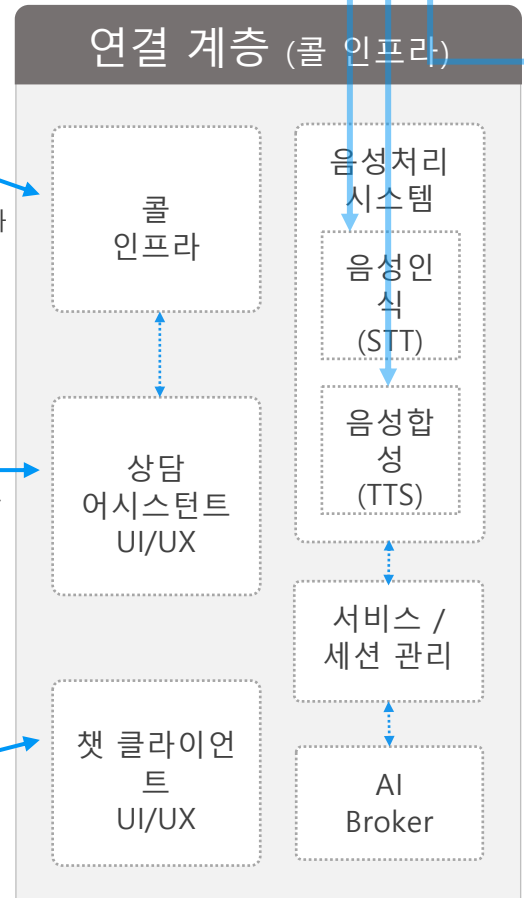 연결 계층 (콜 인프라)
콜
인프라
상담
어시스턴트
UI/UX
챗 클라이언
트
UI/UX
음성처리
시스템
음성인
식
(STT)
음성합
성
(TTS)
서비스 /
세션 관리
AI
Broker